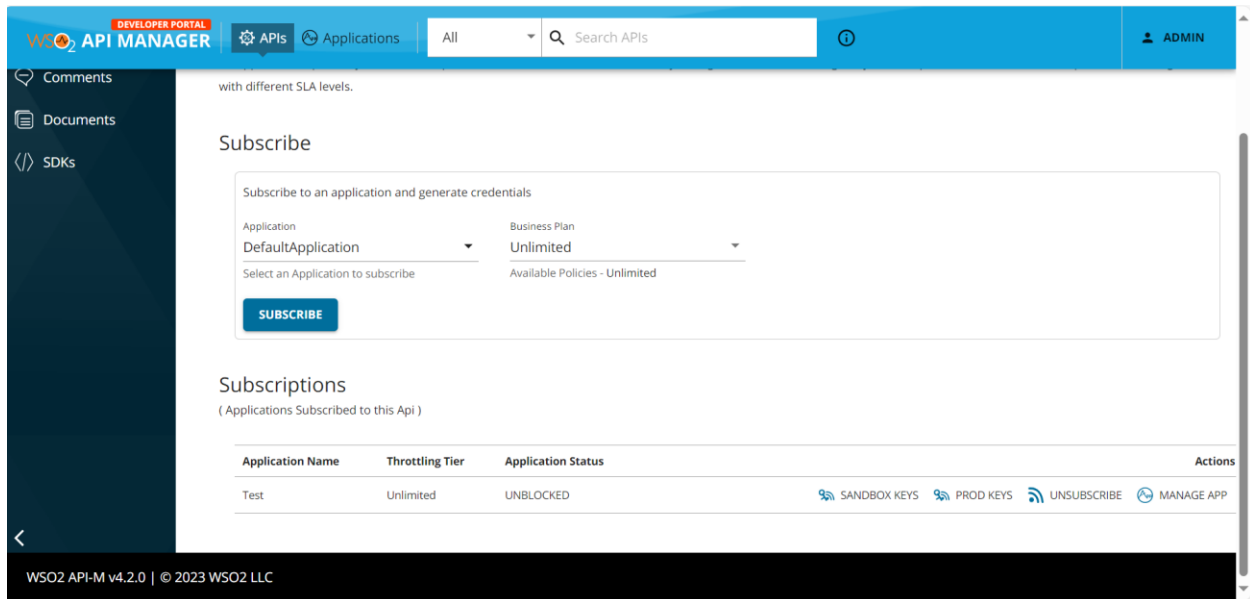 DEVELOPER PORTAL
WSO2 API MANAGER
APIs
Applications
All
Search APIs
ADMIN
Comments
Documents
SDKs
with different SLA levels.
Subscribe
Subscribe to an application and generate credentials
Application
Business Plan
DefaultApplication
Unlimited
Select an Application to subscribe
Available Policies - Unlimited
SUBSCRIBE
Subscriptions
( Applications Subscribed to this Api )
Application Name Throttling Tier Application Status Actions
Test Unlimited UNBLOCKED SANDBOX KEYS PROD KEYS UNSUBSCRIBE MANAGE APP
WSO2 API-M v4.2.0 | © 2023 WSO2 LLC